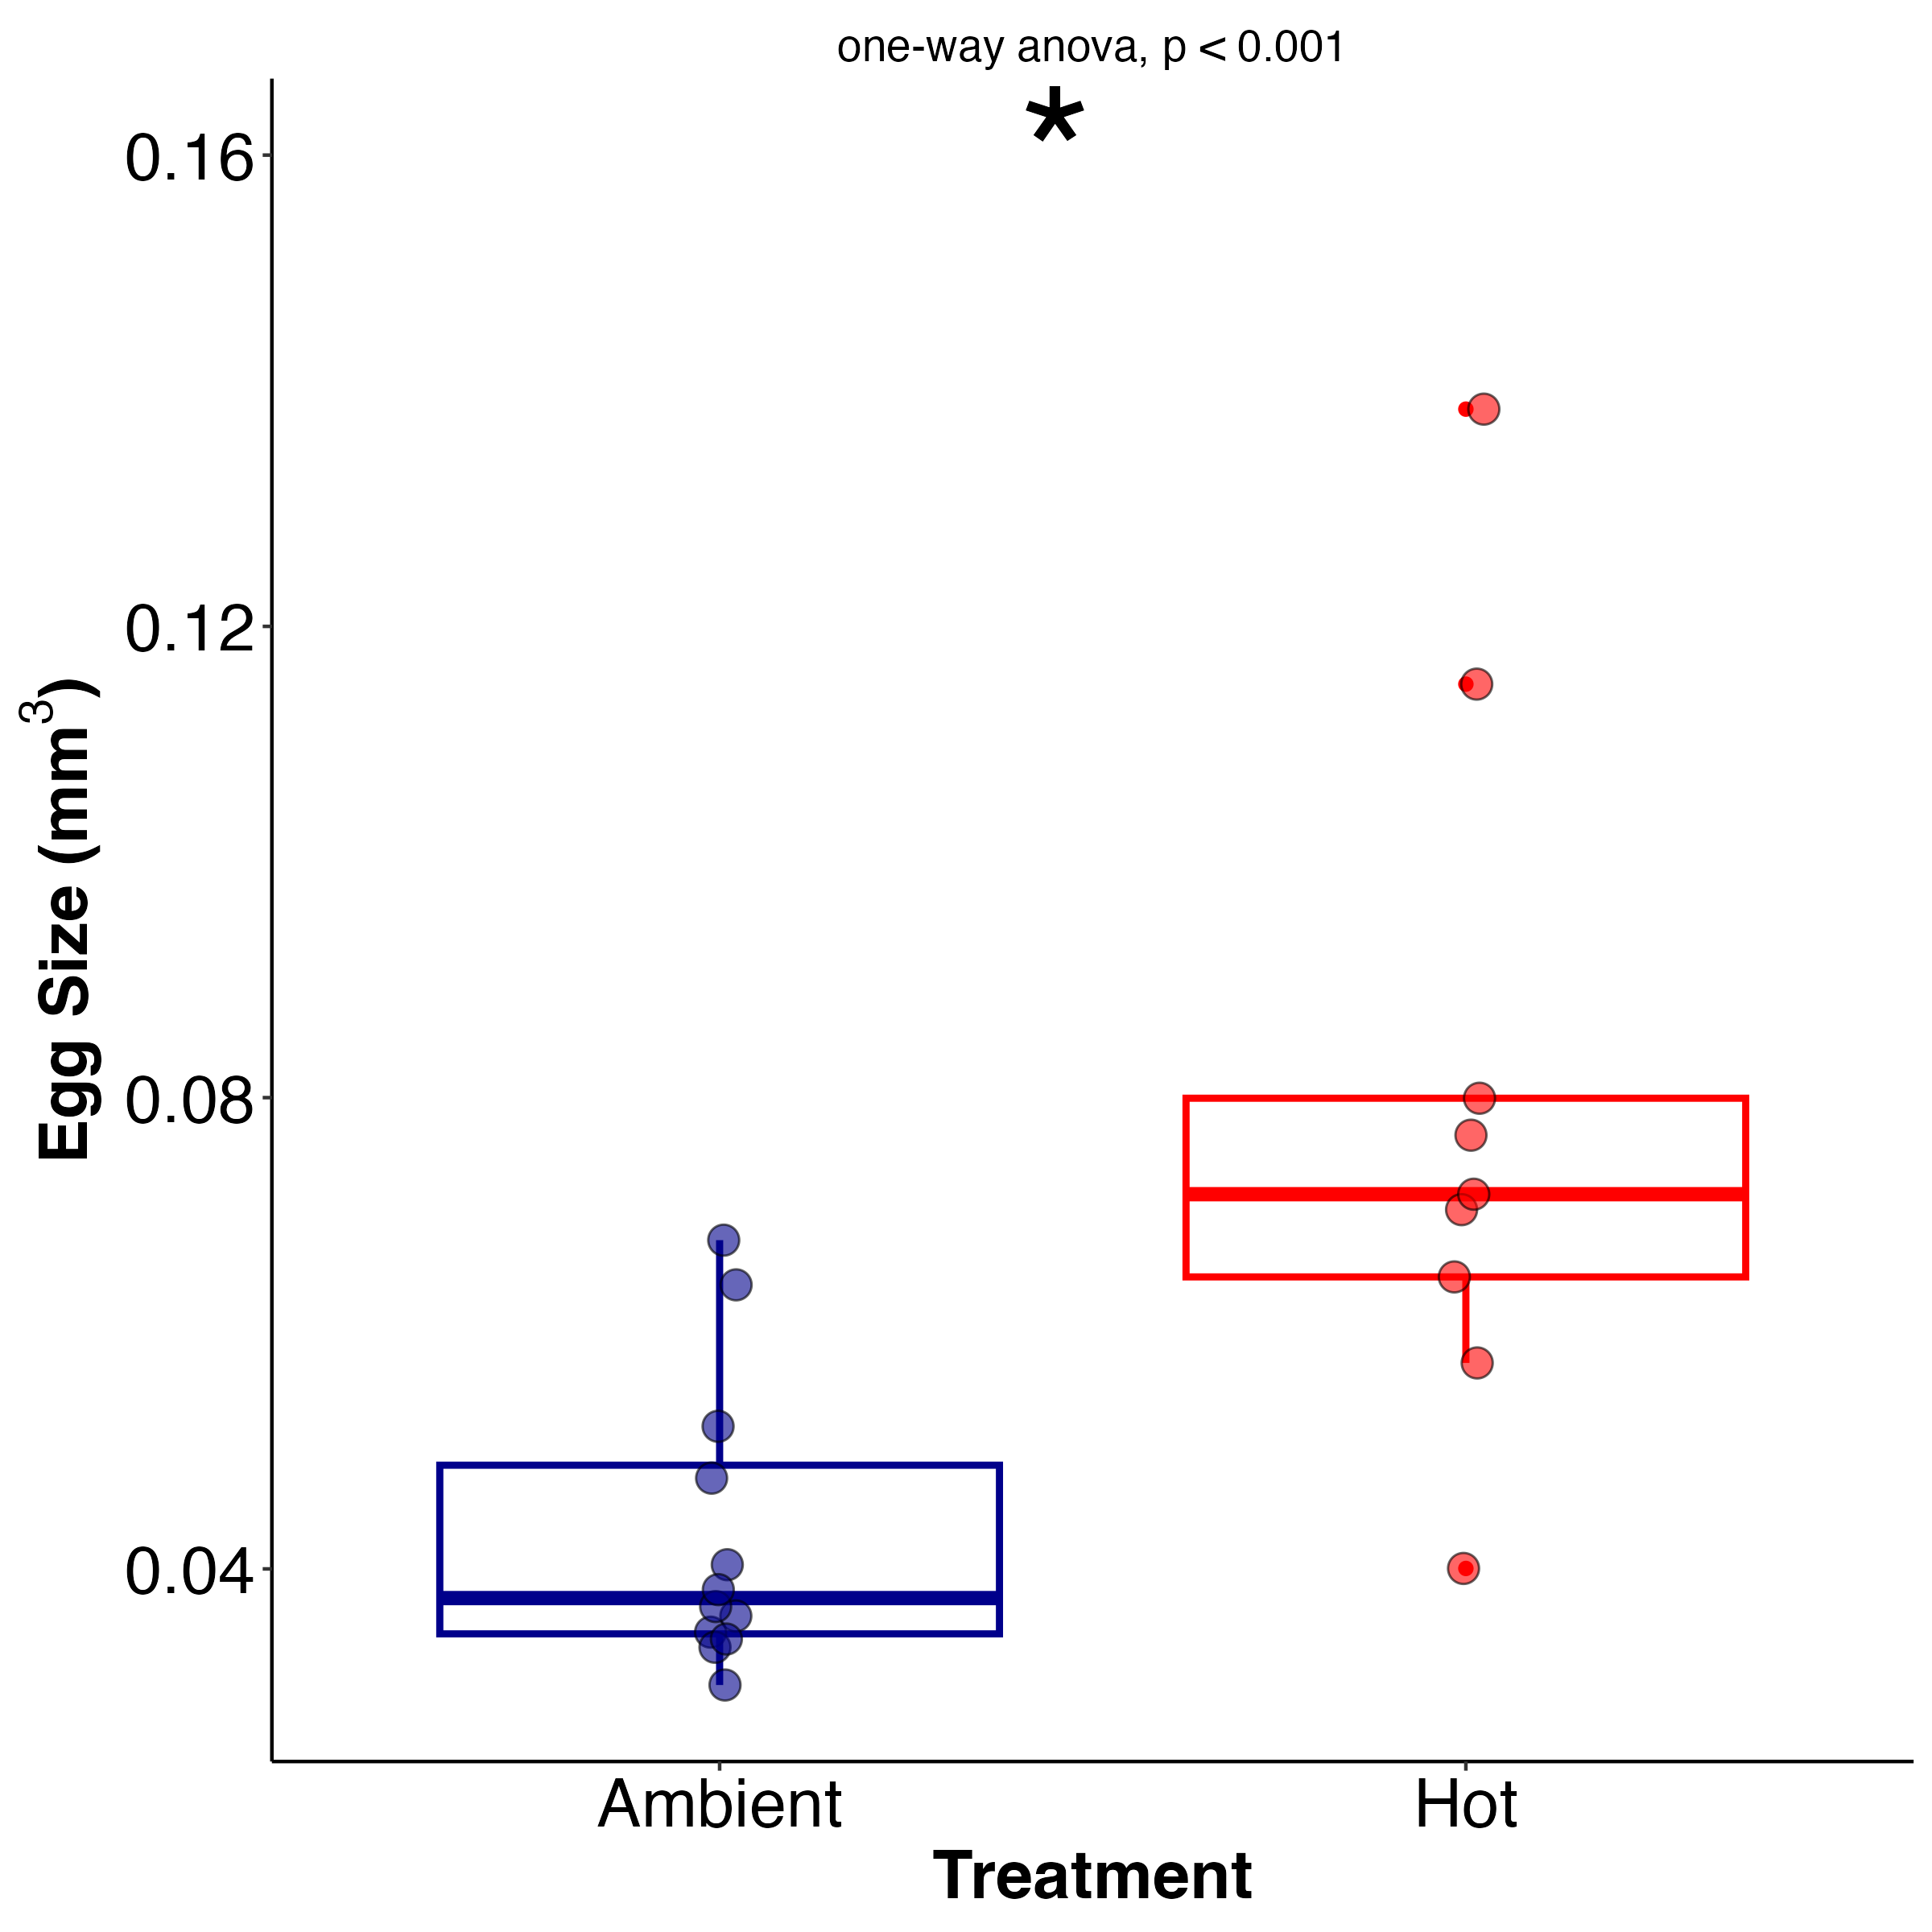 one-way anova, p < 0.001
*
0.16
0.12
0.08
0.04
Egg Size (mm³)
Ambient Hot
Treatment